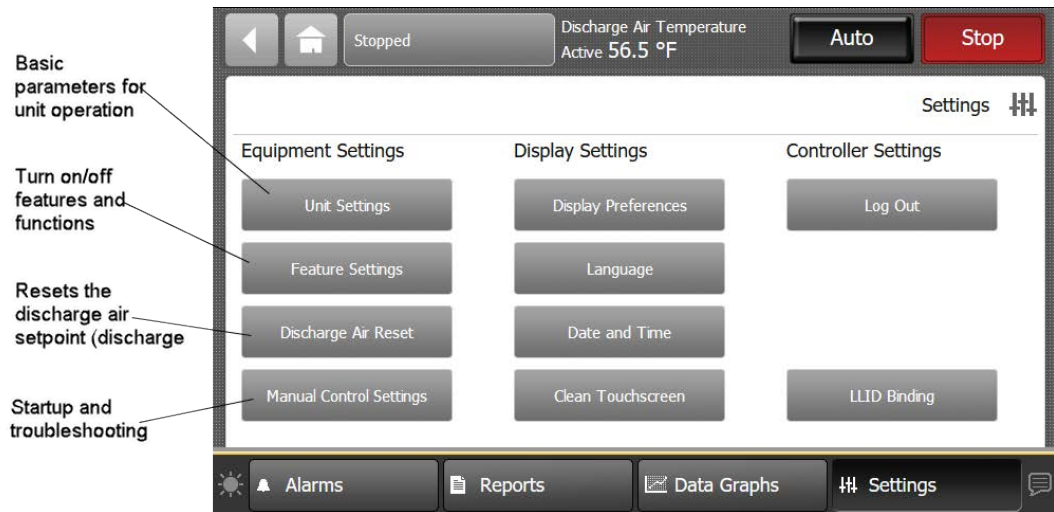 Basic
parameters for
unit operation
Turn on/off
features and
functions
Resets the
discharge air
setpoint (discharge
Startup and
troubleshooting
Stopped
Discharge Air Temperature
Active 56.5 °F
Auto
Stop
Settings
Equipment Settings
Display Settings
Controller Settings
Unit Settings
Display Preferences
Log Out
Feature Settings
Language
Discharge Air Reset
Date and Time
Manual Control Settings
Clean Touchscreen
LLID Binding
Alarms
Reports
Data Graphs
Settings